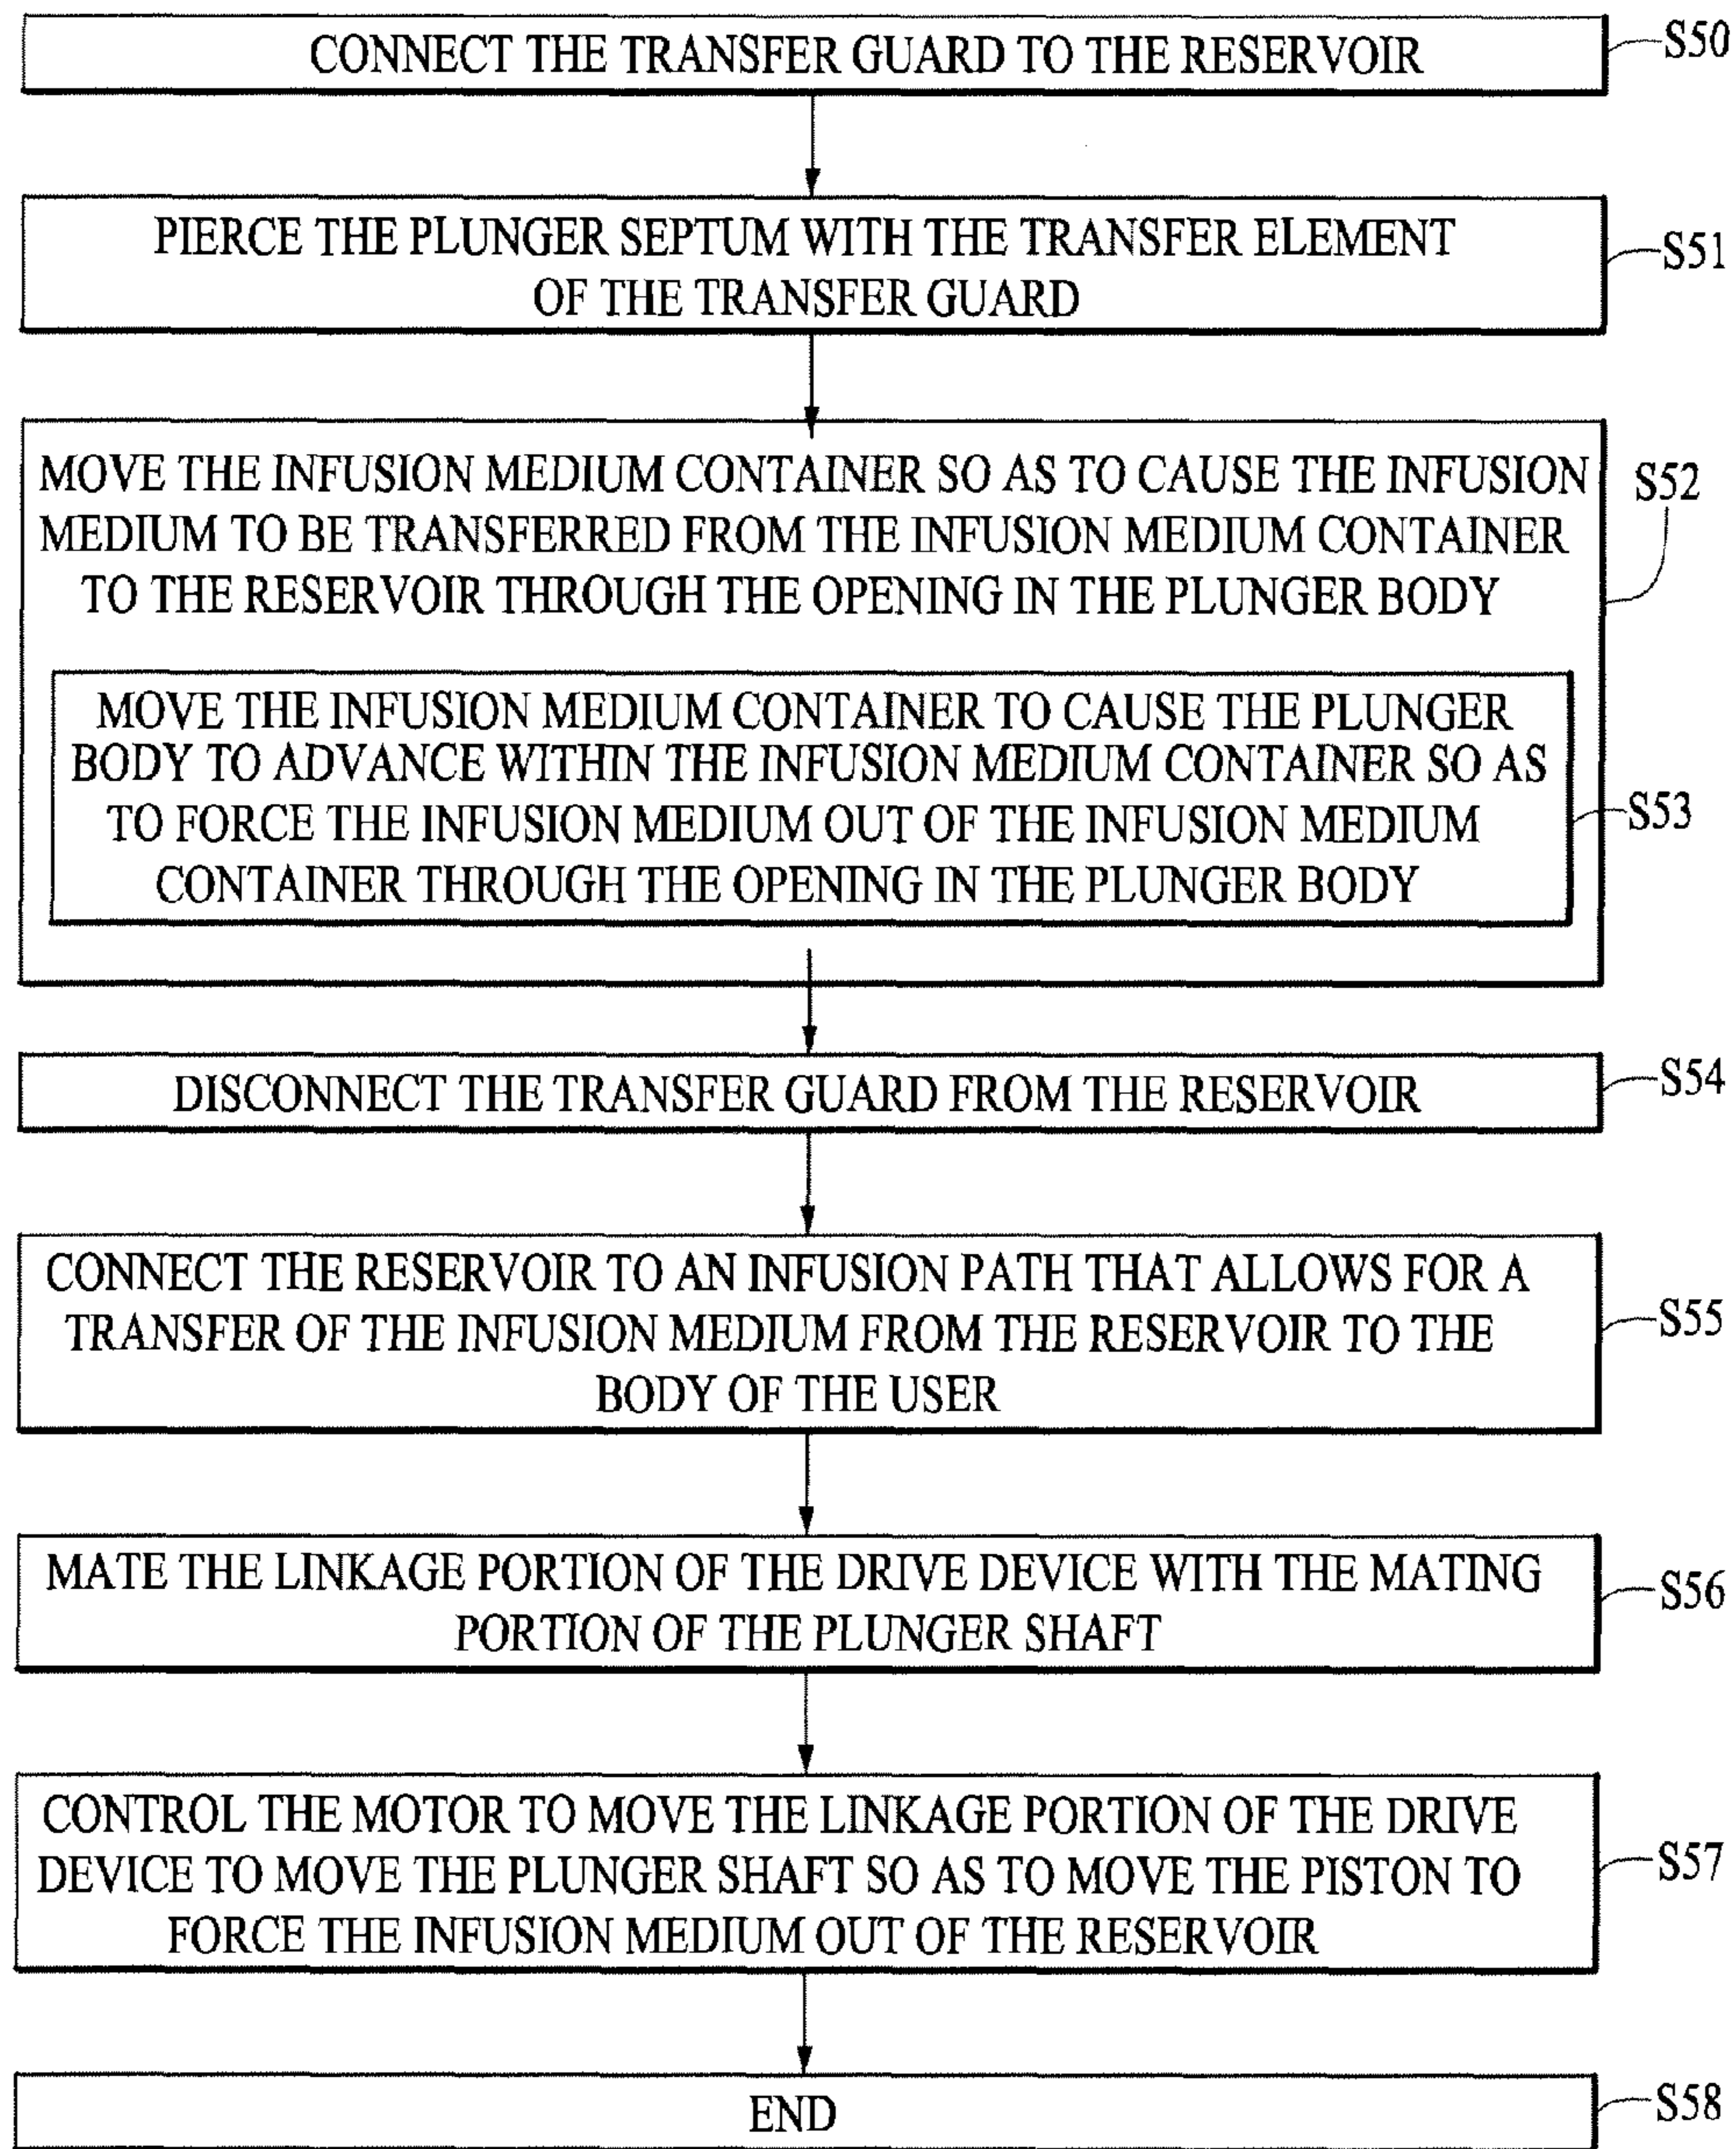 CONNECT THE TRANSFER GUARD TO THE RESERVOIR
S50
PIERCE THE PLUNGER SEPTUM WITH THE TRANSFER ELEMENT
OF THE TRANSFER GUARD
S51
MOVE THE INFUSION MEDIUM CONTAINER SO AS TO CAUSE THE INFUSION
MEDIUM TO BE TRANSFERRED FROM THE INFUSION MEDIUM CONTAINER
TO THE RESERVOIR THROUGH THE OPENING IN THE PLUNGER BODY
S52
MOVE THE INFUSION MEDIUM CONTAINER TO CAUSE THE PLUNGER
BODY TO ADVANCE WITHIN THE INFUSION MEDIUM CONTAINER SO AS
TO FORCE THE INFUSION MEDIUM OUT OF THE INFUSION MEDIUM
CONTAINER THROUGH THE OPENING IN THE PLUNGER BODY
S53
DISCONNECT THE TRANSFER GUARD FROM THE RESERVOIR
S54
CONNECT THE RESERVOIR TO AN INFUSION PATH THAT ALLOWS FOR A
TRANSFER OF THE INFUSION MEDIUM FROM THE RESERVOIR TO THE
BODY OF THE USER
S55
MATE THE LINKAGE PORTION OF THE DRIVE DEVICE WITH THE MATING
PORTION OF THE PLUNGER SHAFT
S56
CONTROL THE MOTOR TO MOVE THE LINKAGE PORTION OF THE DRIVE
DEVICE TO MOVE THE PLUNGER SHAFT SO AS TO MOVE THE PISTON TO
FORCE THE INFUSION MEDIUM OUT OF THE RESERVOIR
S57
END
S58